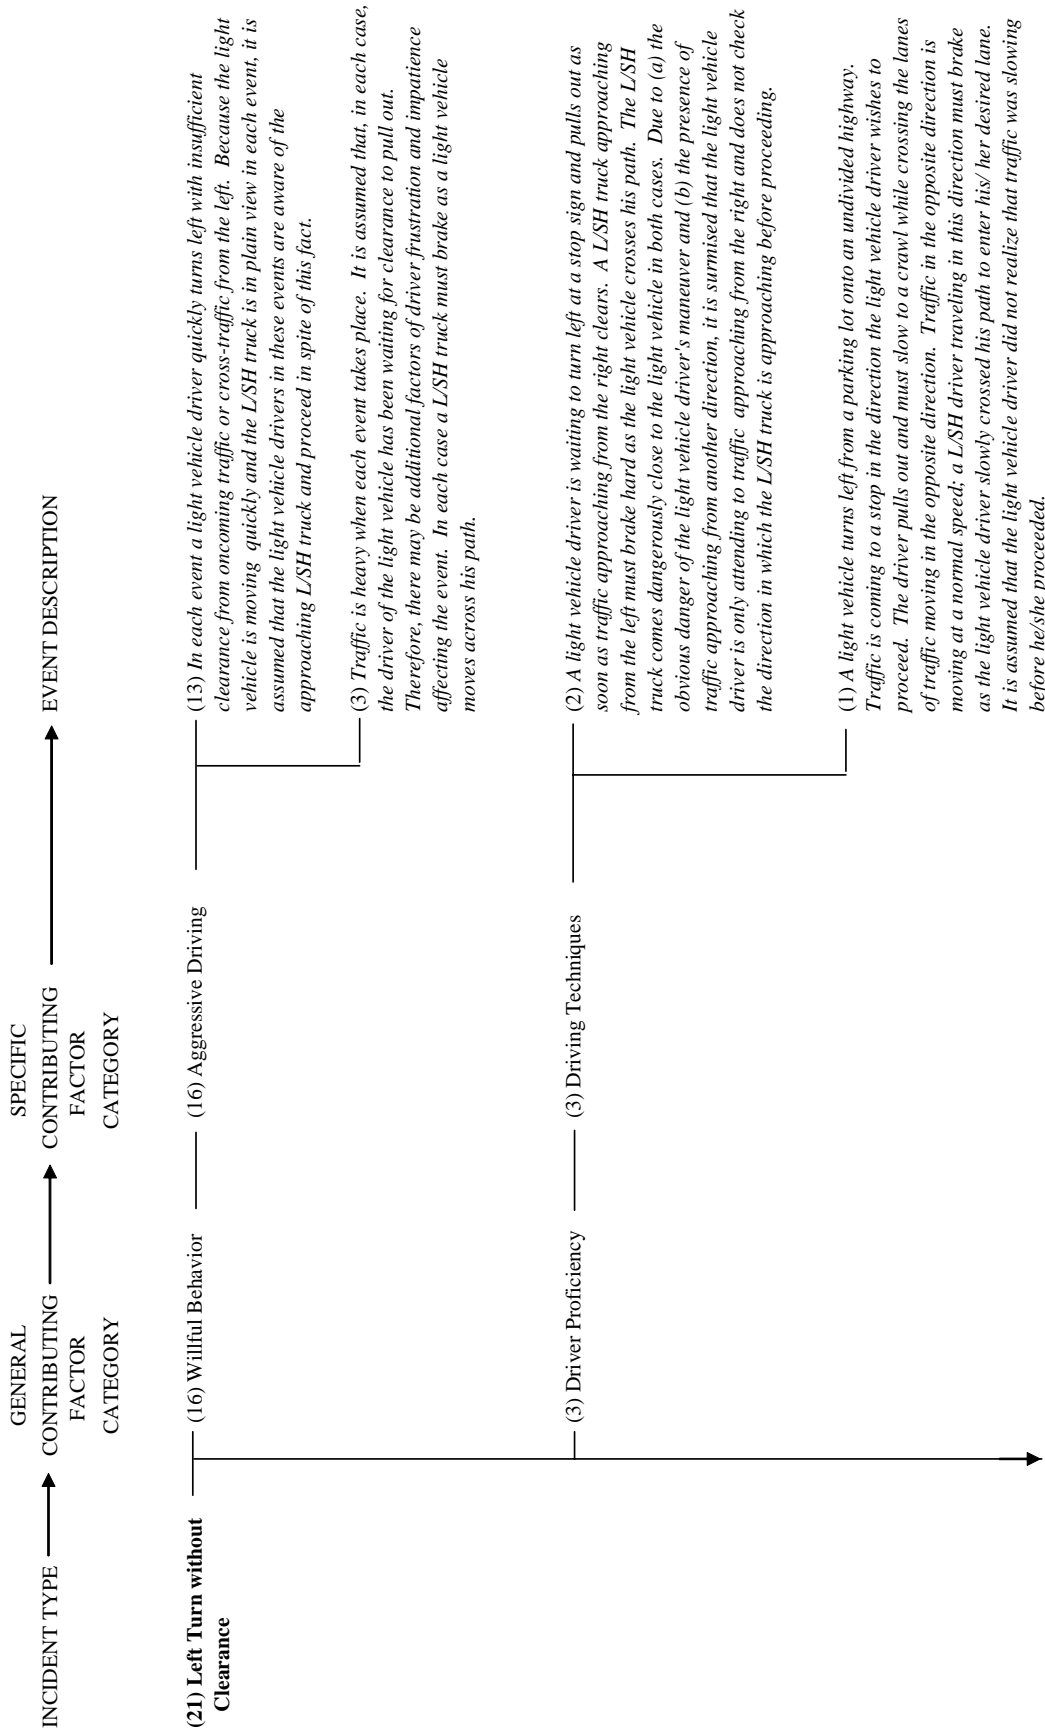 INCIDENT TYPE
GENERAL
CONTRIBUTING
FACTOR
CATEGORY
SPECIFIC
CONTRIBUTING
FACTOR
CATEGORY
EVENT DESCRIPTION
(21) Left Turn without
Clearance
(16) Willful Behavior
(16) Aggressive Driving
(13) In each event a light vehicle driver quickly turns left with insufficient
clearance from oncoming traffic or cross-traffic from the left. Because the light
vehicle is moving quickly and the L/SH truck is in plain view in each event, it is
assumed that the light vehicle drivers in these events are aware of the
approaching L/SH truck and proceed in spite of this fact.
(3) Traffic is heavy when each event takes place. It is assumed that, in each case,
the driver of the light vehicle has been waiting for clearance to pull out.
Therefore, there may be additional factors of driver frustration and impatience
affecting the event. In each case a L/SH truck must brake as a light vehicle
moves across his path.
(3) Driver Proficiency
(3) Driving Techniques
(2) A light vehicle driver is waiting to turn left at a stop sign and pulls out as
soon as traffic approaching from the right clears. A L/SH truck approaching
from the left must brake hard as the light vehicle crosses his path. The L/SH
truck comes dangerously close to the light vehicle in both cases. Due to (a) the
obvious danger of the light vehicle driver's maneuver and (b) the presence of
traffic approaching from another direction, it is surmised that the light vehicle
driver is only attending to traffic approaching from the right and does not check
the direction in which the L/SH truck is approaching before proceeding.
(1) A light vehicle turns left from a parking lot onto an undivided highway.
Traffic is coming to a stop in the direction the light vehicle driver wishes to
proceed. The driver pulls out and must slow to a crawl while crossing the lanes
of traffic moving in the opposite direction. Traffic in the opposite direction is
moving at a normal speed; a L/SH driver traveling in this direction must brake
as the light vehicle driver slowly crossed his path to enter his/ her desired lane.
It is assumed that the light vehicle driver did not realize that traffic was slowing
before he/she proceeded.